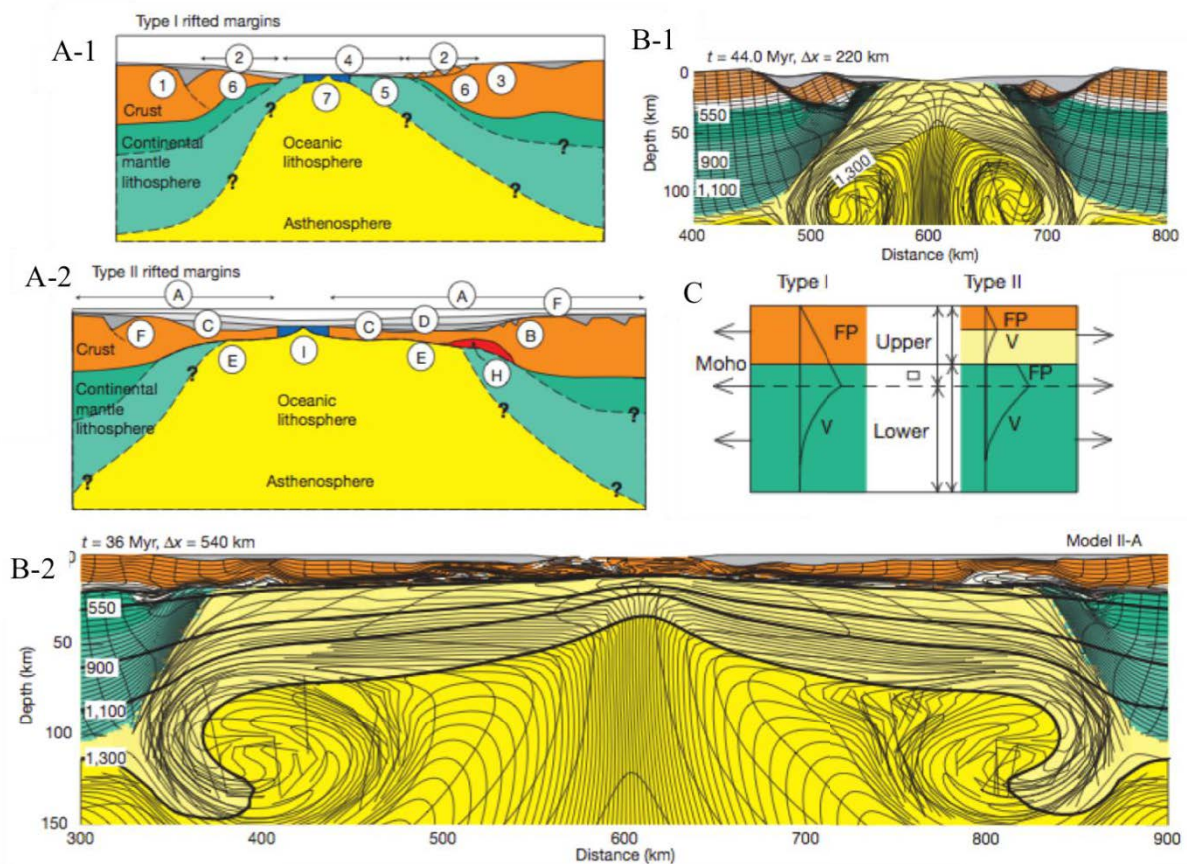 A-1
Type I rifted margins
2
4
2
1
6
7
5
6
3
Crust
Continental
mantle
lithosphere
Oceanic
lithosphere
Asthenosphere
?
?
?
?
?
B-1
t = 44.0 Myr, Δx = 220 km
0
50
100
Depth (km)
550
900
1,100
1,300
400
500
600
700
800
Distance (km)
A-2
Type II rifted margins
A
A
F
F
C
C
D
B
E
I
E
H
Crust
Continental
mantle
lithosphere
Oceanic
lithosphere
Asthenosphere
?
?
?
?
?
C
Type I
Type II
FP
Upper
FP
V
Moho
FP
V
Lower
V
B-2
t = 36 Myr, Δx = 540 km
Model II-A
0
50
100
150
Depth (km)
550
900
1,100
1,300
300
400
500
600
700
800
900
Distance (km)